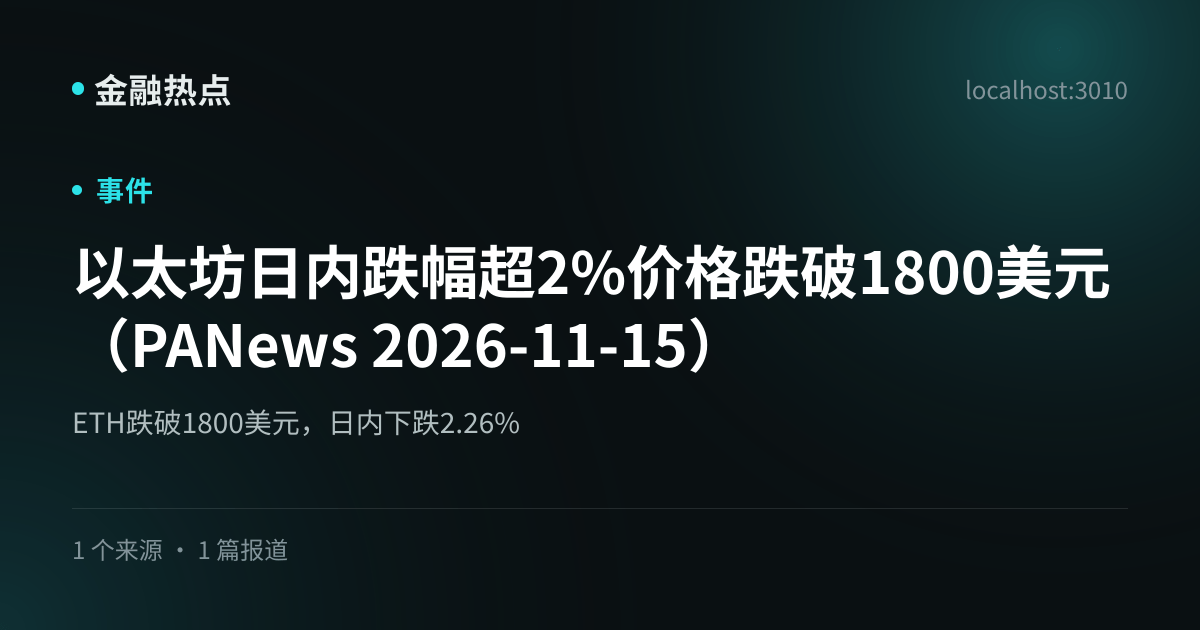 金融热点
localhost:3010
事件
以太坊日内跌幅超2%价格跌破1800美元
（PANews 2026-11-15）
ETH跌破1800美元，日内下跌2.26%
1 个来源 · 1 篇报道